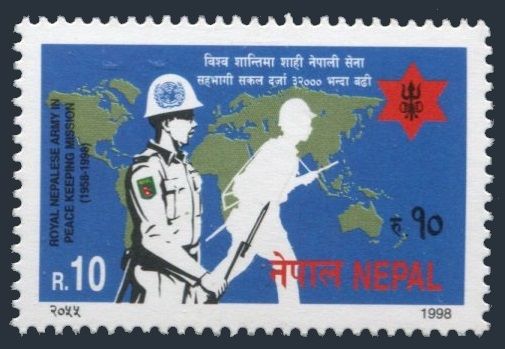 विश्व शान्तिमा शाही नेपाली सेना
सहभागी सकल दर्जा ३२००० भन्दा बढी
ROYAL NEPALESE ARMY IN
PEACE KEEPING MISSION
(1958-1998)
रु. १०
R.10
नेपाल NEPAL
२०५५
1998